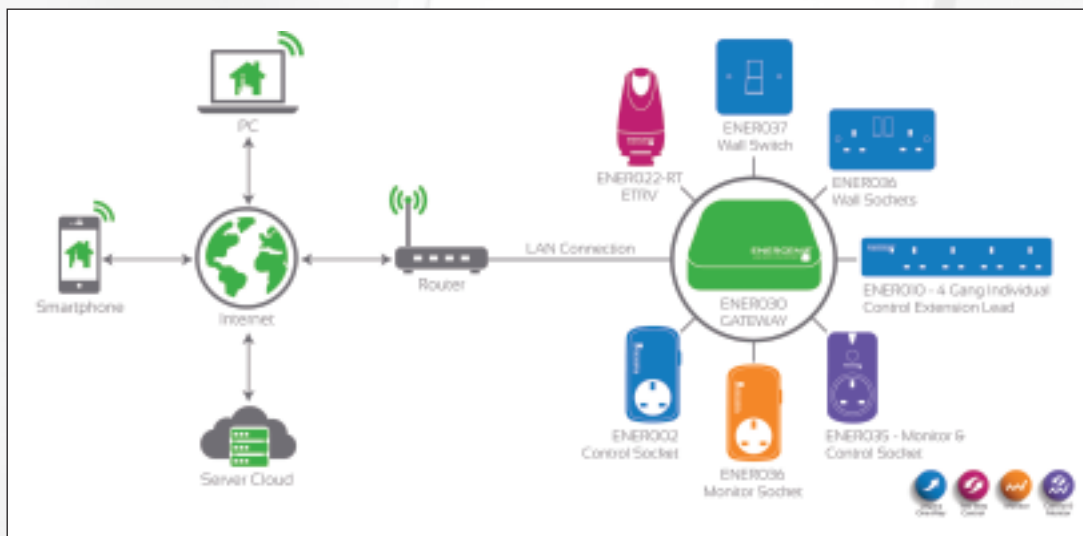 PC
Smartphone
Internet
Server Cloud
Router
LAN Connection
ENER022-RT
ETRV
ENER037
Wall Switch
ENER036
Wall Sockets
ENERGENIE
ENER030
GATEWAY
ENER010 - 4 Gang Individual
Control Extension Lead
ENER002
Control Socket
ENER036
Monitor Socket
ENER035 - Monitor &
Control Socket